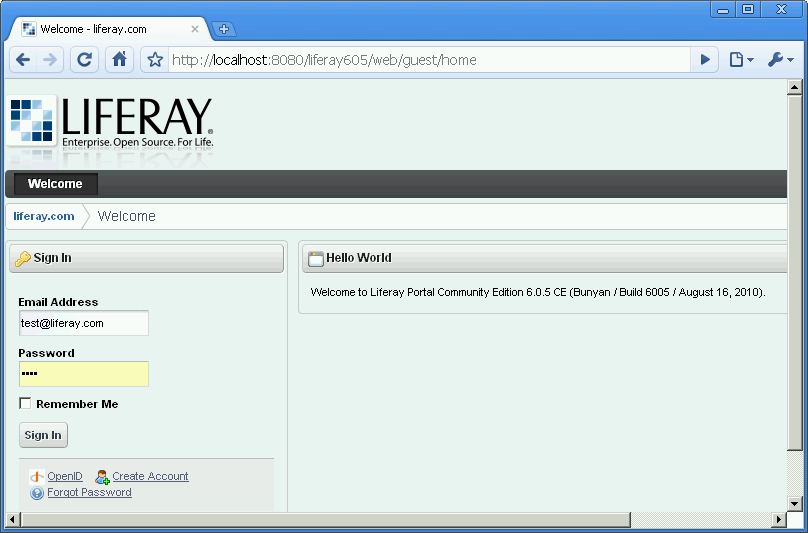 Welcome - liferay.com
http://localhost:8080/liferay605/web/guest/home
LIFERAY®
Enterprise. Open Source. For Life.
Welcome
liferay.com Welcome
Sign In
Email Address
test@liferay.com
Password
••••
Remember Me
Sign In
OpenID Create Account
Forgot Password
Hello World
Welcome to Liferay Portal Community Edition 6.0.5 CE (Bunyan / Build 6005 / August 16, 2010).